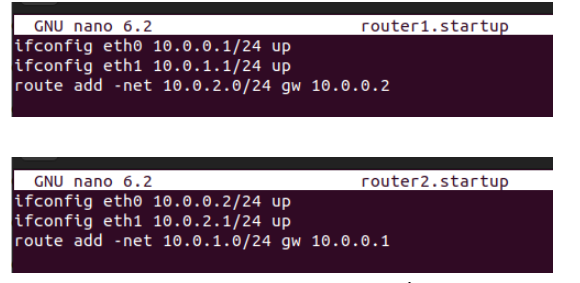 GNU nano 6.2 router1.startup
ifconfig eth0 10.0.0.1/24 up
ifconfig eth1 10.0.1.1/24 up
route add -net 10.0.2.0/24 gw 10.0.0.2
GNU nano 6.2 router2.startup
ifconfig eth0 10.0.0.2/24 up
ifconfig eth1 10.0.2.1/24 up
route add -net 10.0.1.0/24 gw 10.0.0.1